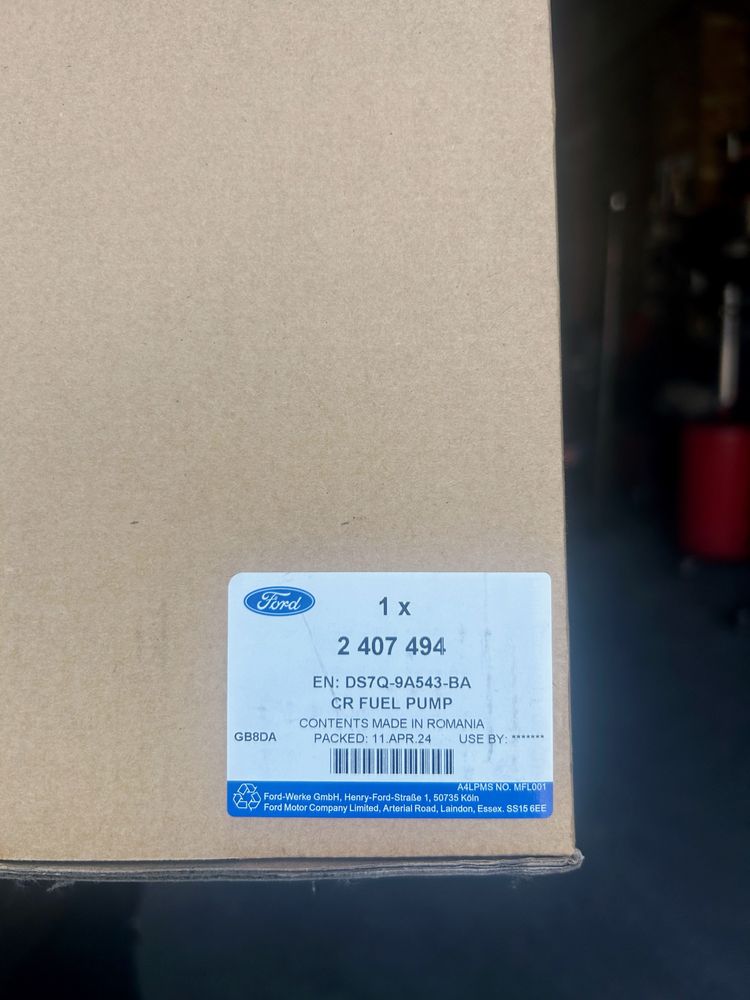 Ford
1 x
2 407 494
EN: DS7Q-9A543-BA
CR FUEL PUMP
CONTENTS MADE IN ROMANIA
GB8DA PACKED: 11.APR.24 USE BY: *******
A4LPMS NO. MFL001
Ford-Werke GmbH, Henry-Ford-Straße 1, 50735 Köln
Ford Motor Company Limited, Arterial Road, Laindon, Essex. SS15 6EE